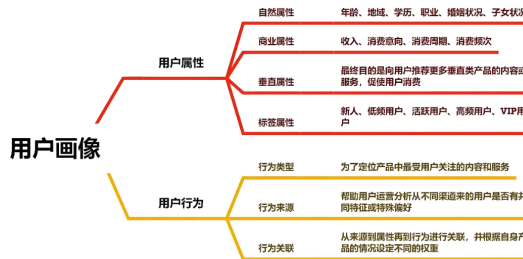 自然属性
年龄、地域、学历、职业、婚姻状况、子女状况
商业属性
收入、消费意向、消费周期、消费频次
用户属性
垂直属性
最终目的是向用户推荐更多垂直类产品的内容或
服务，促使用户消费
标签属性
新人、低频用户、活跃用户、高频用户、VIP用
户
用户画像
行为类型
为了定位产品中最受用户关注的内容和服务
用户行为
行为来源
帮助用户运营分析从不同渠道来的用户是否有共
同特征或特殊偏好
行为关联
从来源到属性再到行为进行关联，并根据自身产
品的情况设定不同的权重